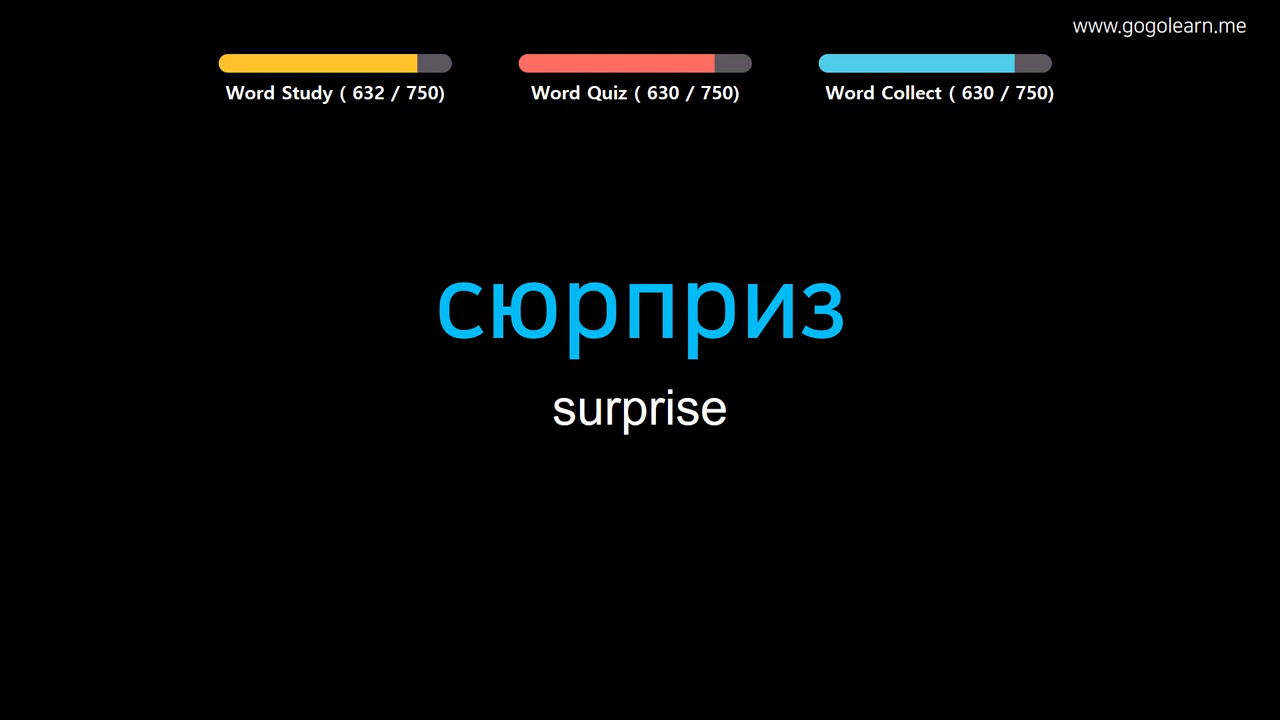 www.gogolearn.me
Word Study ( 632 / 750)
Word Quiz ( 630 / 750)
Word Collect ( 630 / 750)
сюрприз
surprise